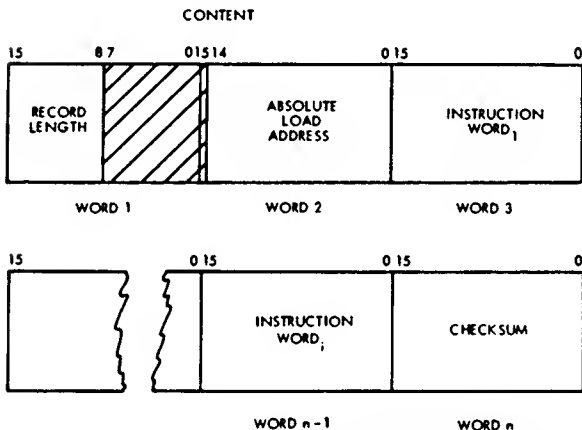 CONTENT
15 8 7 0 15 14 0 15 0
RECORD LENGTH
ABSOLUTE LOAD ADDRESS
INSTRUCTION WORD1
WORD 1 WORD 2 WORD 3
15 0 15 0 15 0
INSTRUCTION WORDi
CHECKSUM
WORD n-1 WORD n